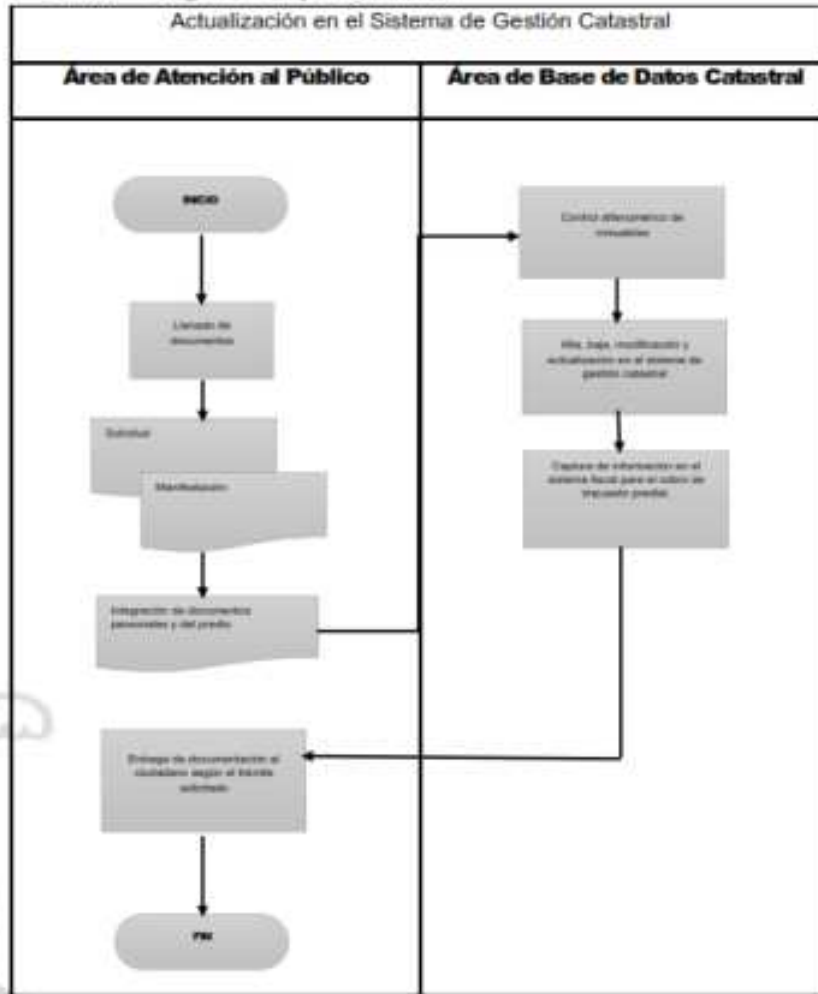 Actualización en el Sistema de Gestión Catastral
Área de Atención al Público
Área de Base de Datos Catastral
INICIO
Llenado de
documentos
Solicitud
Manifestación
Integración de documentos
personales y del predio
Control alfanumérico de
inmuebles
Alta, baja, modificación y
actualización en el sistema de
gestión catastral
Captura de información en el
sistema fiscal para el cobro de
impuesto predial
Entrega de documentación al
ciudadano según el trámite
solicitado
FIN